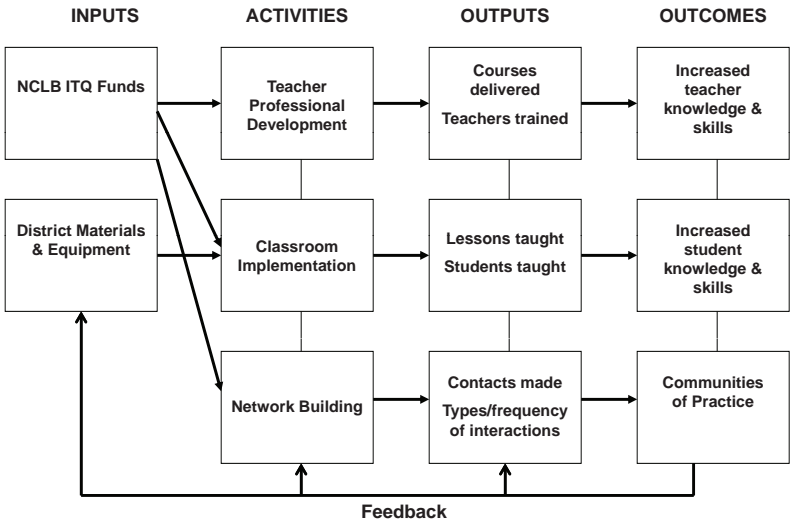 INPUTS
ACTIVITIES
OUTPUTS
OUTCOMES
NCLB ITQ Funds
Teacher
Professional
Development
Courses
delivered
Teachers trained
Increased
teacher
knowledge &
skills
District Materials
& Equipment
Classroom
Implementation
Lessons taught
Students taught
Increased
student
knowledge &
skills
Network Building
Contacts made
Types/frequency
of interactions
Communities
of Practice
Feedback